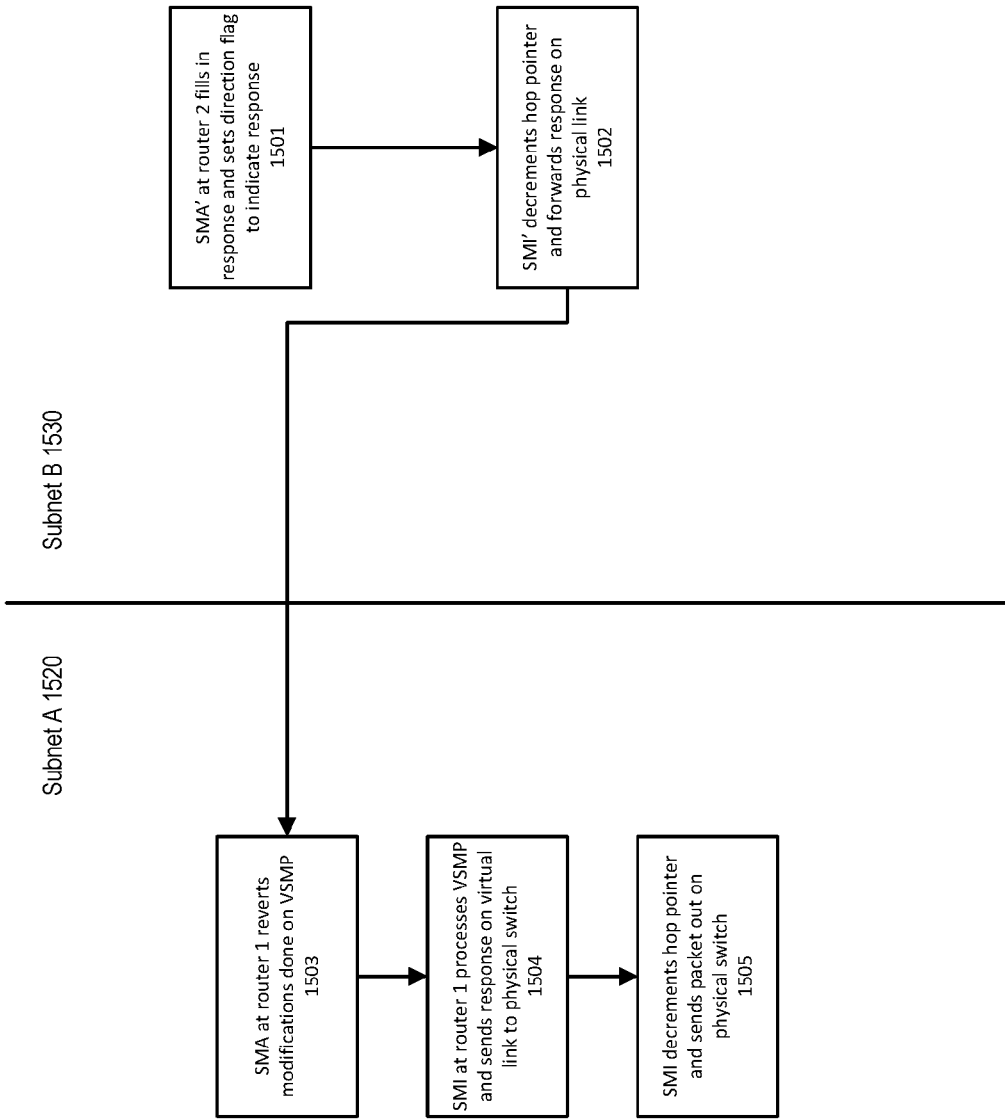 Subnet A 1520
Subnet B 1530
SMA' at router 2 fills in
response and sets direction flag
to indicate response
1501
SMI' decrements hop pointer
and forwards response on
physical link
1502
SMA at router 1 reverts
modifications done on VSMP
1503
SMI at router 1 processes VSMP
and sends response on virtual
link to physical switch
1504
SMI decrements hop pointer
and sends packet out on
physical switch
1505